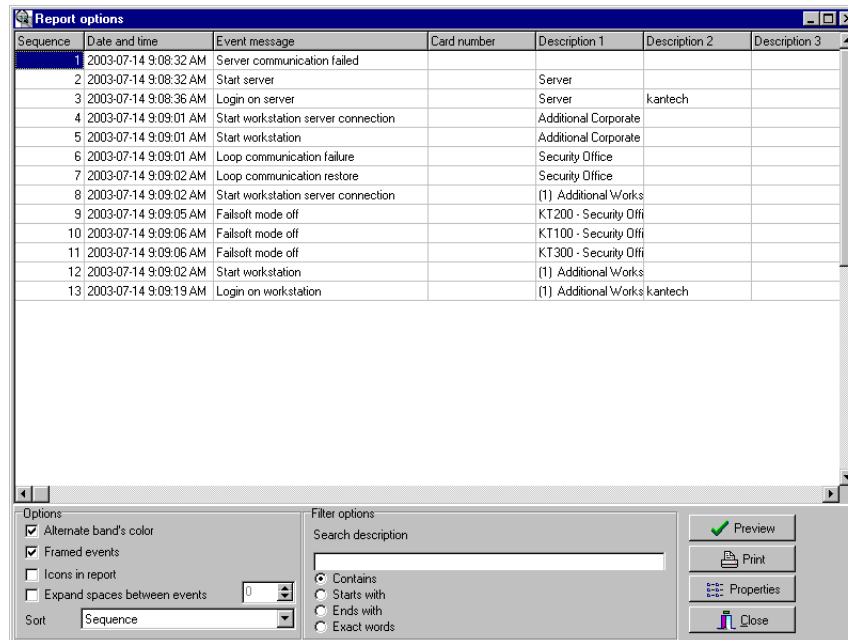 Report options
Sequence Date and time Event message Card number Description 1 Description 2 Description 3
1 2003-07-14 9:08:32 AM Server communication failed
2 2003-07-14 9:08:32 AM Start server Server
3 2003-07-14 9:08:36 AM Login on server Server kantech
4 2003-07-14 9:09:01 AM Start workstation server connection Additional Corporate
5 2003-07-14 9:09:01 AM Start workstation Additional Corporate
6 2003-07-14 9:09:01 AM Loop communication failure Security Office
7 2003-07-14 9:09:02 AM Loop communication restore Security Office
8 2003-07-14 9:09:02 AM Start workstation server connection (1) Additional Works
9 2003-07-14 9:09:05 AM Failsoft mode off KT200 - Security Offi
10 2003-07-14 9:09:06 AM Failsoft mode off KT100 - Security Offi
11 2003-07-14 9:09:06 AM Failsoft mode off KT300 - Security Offi
12 2003-07-14 9:09:02 AM Start workstation (1) Additional Works
13 2003-07-14 9:09:19 AM Login on workstation (1) Additional Works kantech
Options
Alternate band's color
Framed events
Icons in report
Expand spaces between events 0
Sort Sequence
Filter options
Search description
Contains
Starts with
Ends with
Exact words
Preview
Print
Properties
Close